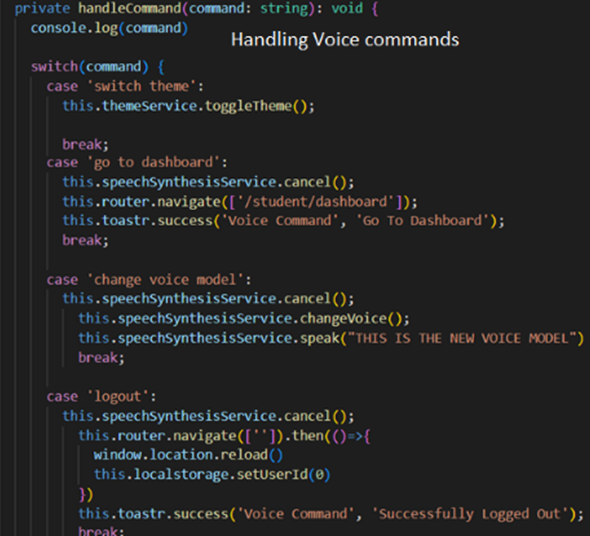 private handleCommand(command: string): void {
console.log(command)
Handling Voice commands
switch(command) {
case 'switch theme':
this.themeService.toggleTheme();
break;
case 'go to dashboard':
this.speechSynthesisService.cancel();
this.router.navigate(['/student/dashboard']);
this.toastr.success('Voice Command', 'Go To Dashboard');
break;
case 'change voice model':
this.speechSynthesisService.cancel();
this.speechSynthesisService.changeVoice();
this.speechSynthesisService.speak("THIS IS THE NEW VOICE MODEL")
break;
case 'logout':
this.speechSynthesisService.cancel();
this.router.navigate(['']).then(()=>{
window.location.reload()
this.localstorage.setUserId(0)
})
this.toastr.success('Voice Command', 'Successfully Logged Out');
break;